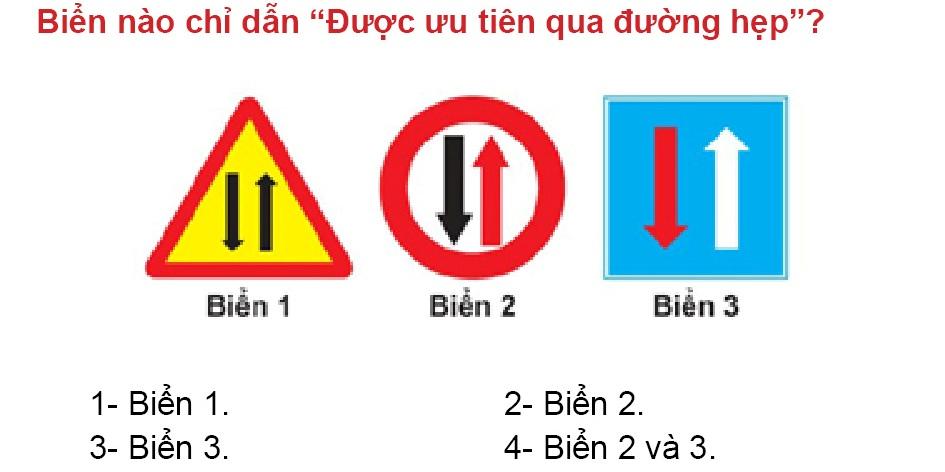 Biển nào chỉ dẫn “Được ưu tiên qua đường hẹp”?
Biển 1 Biển 2 Biển 3
1- Biển 1. 2- Biển 2.
3- Biển 3. 4- Biển 2 và 3.